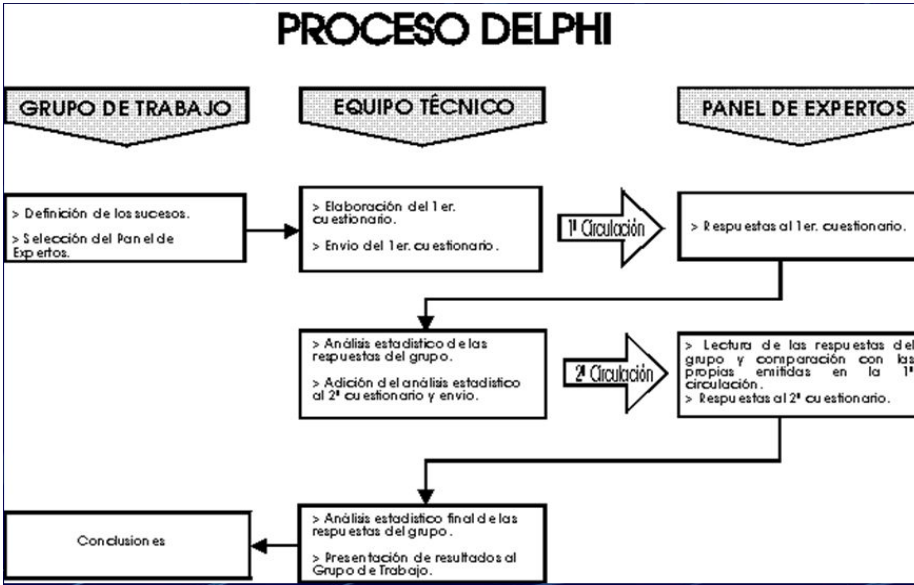 PROCESO DELPHI
GRUPO DE TRABAJO
EQUIPO TÉCNICO
PANEL DE EXPERTOS
> Definición de los sucesos.
> Selección del Panel de
Expertos.
> Elaboración del 1er.
cuestionario.
> Envio del 1er. cuestionario.
1ª Circulación
> Respuestas al 1er. cuestionario.
> Análisis estadístico de las
respuestas del grupo.
> Adición del análisis estadístico
al 2º cuestionario y envio.
2ª Circulación
> Lectura de las respuestas del
grupo y comparación con las
propias emitidas en la 1ª
circulación.
> Respuestas al 2º cuestionario.
> Análisis estadístico final de las
respuestas del grupo.
> Presentación de resultados al
Grupo de Trabajo.
Conclusiones